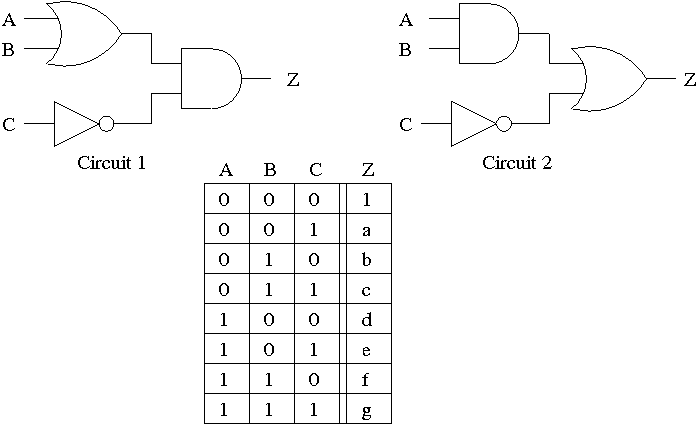 A
B
C
Z
Circuit 1
A
B
C
Z
Circuit 2
A B C Z
0 0 0 1
0 0 1 a
0 1 0 b
0 1 1 c
1 0 0 d
1 0 1 e
1 1 0 f
1 1 1 g